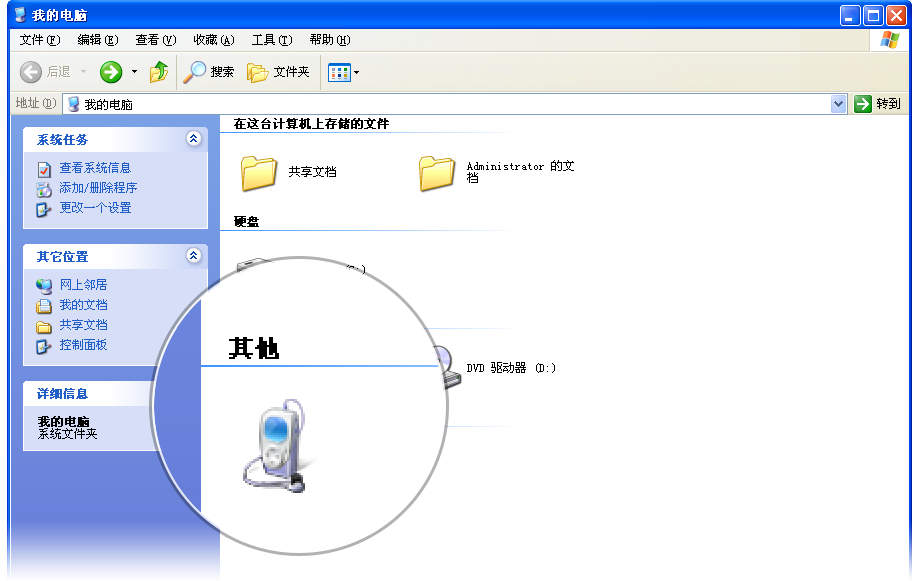 我的电脑
文件(F) 编辑(E) 查看(V) 收藏(A) 工具(T) 帮助(H)
后退 搜索 文件夹
地址(D) 我的电脑 转到
系统任务
查看系统信息
添加/删除程序
更改一个设置
其它位置
网上邻居
我的文档
共享文档
控制面板
详细信息
我的电脑
系统文件夹
在这台计算机上存储的文件
共享文档
Administrator 的文
档
硬盘
DVD 驱动器 (D:)
其他